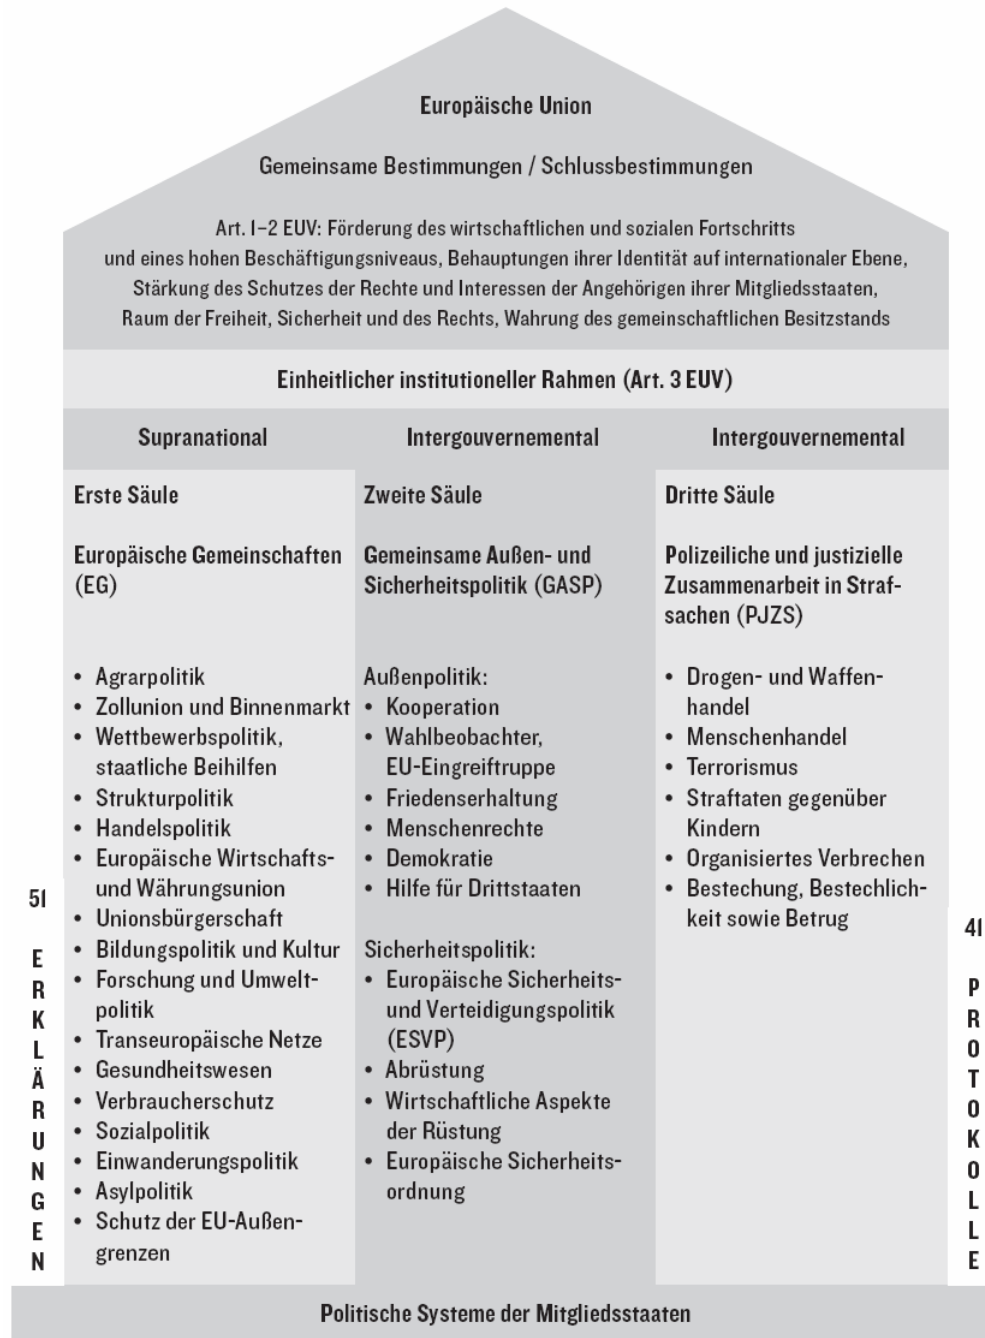 Europäische Union
Gemeinsame Bestimmungen / Schlussbestimmungen
Art. 1–2 EUV: Förderung des wirtschaftlichen und sozialen Fortschritts
und eines hohen Beschäftigungsniveaus, Behauptungen ihrer Identität auf internationaler Ebene,
Stärkung des Schutzes der Rechte und Interessen der Angehörigen ihrer Mitgliedsstaaten,
Raum der Freiheit, Sicherheit und des Rechts, Wahrung des gemeinschaftlichen Besitzstands
Einheitlicher institutioneller Rahmen (Art. 3 EUV)
Supranational
Erste Säule
Europäische Gemeinschaften
(EG)
• Agrarpolitik
• Zollunion und Binnenmarkt
• Wettbewerbspolitik,
staatliche Beihilfen
• Strukturpolitik
• Handelspolitik
• Europäische Wirtschafts-
und Währungsunion
• Unionsbürgerschaft
• Bildungspolitik und Kultur
• Forschung und Umwelt-
politik
• Transeuropäische Netze
• Gesundheitswesen
• Verbraucherschutz
• Sozialpolitik
• Einwanderungspolitik
• Asylpolitik
• Schutz der EU-Außen-
grenzen
Intergouvernemental
Zweite Säule
Gemeinsame Außen- und
Sicherheitspolitik (GASP)
Außenpolitik:
• Kooperation
• Wahlbeobachter,
EU-Eingreiftruppe
• Friedenserhaltung
• Menschenrechte
• Demokratie
• Hilfe für Drittstaaten
Sicherheitspolitik:
• Europäische Sicherheits-
und Verteidigungspolitik
(ESVP)
• Abrüstung
• Wirtschaftliche Aspekte
der Rüstung
• Europäische Sicherheits-
ordnung
Intergouvernemental
Dritte Säule
Polizeiliche und justizielle
Zusammenarbeit in Straf-
sachen (PJZS)
• Drogen- und Waffen-
handel
• Menschenhandel
• Terrorismus
• Straftaten gegenüber
Kindern
• Organisiertes Verbrechen
• Bestechung, Bestechlich-
keit sowie Betrug
51
ERKLÄRUNGEN
41
PROTOKOLLE
Politische Systeme der Mitgliedsstaaten